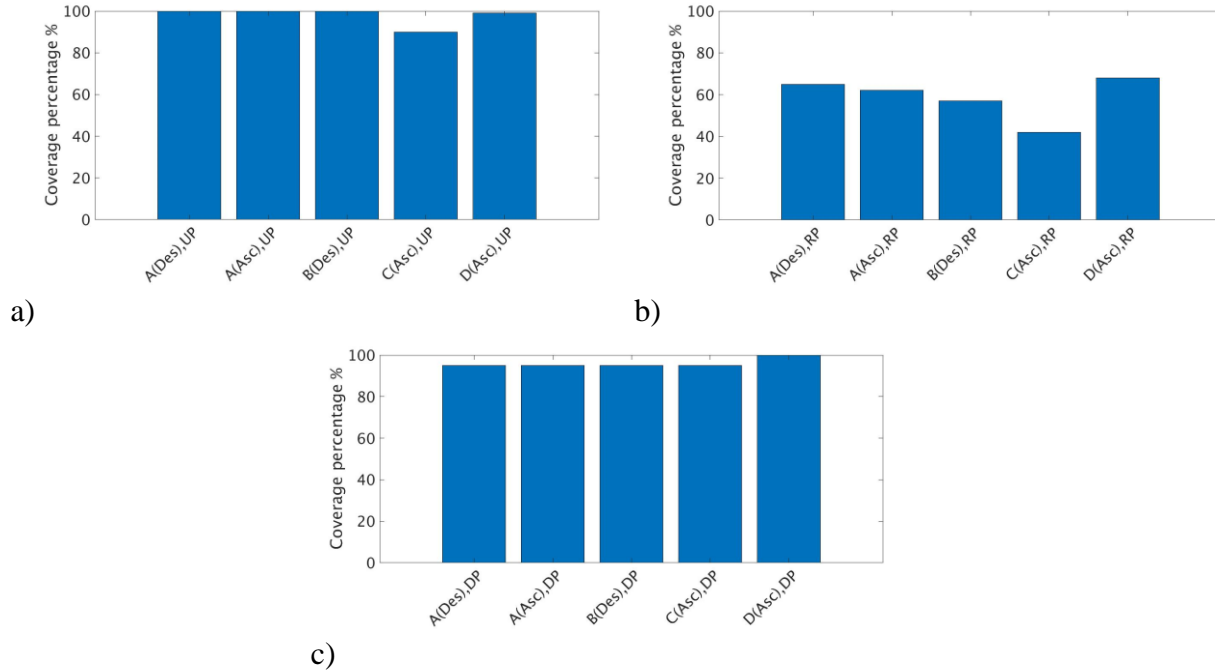 Coverage percentage %
100
80
60
40
20
0
A(Des),UP
A(Asc),UP
B(Des),UP
C(Asc),UP
D(Asc),UP
a)
Coverage percentage %
100
80
60
40
20
0
A(Des),RP
A(Asc),RP
B(Des),RP
C(Asc),RP
D(Asc),RP
b)
Coverage percentage %
100
80
60
40
20
0
A(Des),DP
A(Asc),DP
B(Des),DP
C(Asc),DP
D(Asc),DP
c)